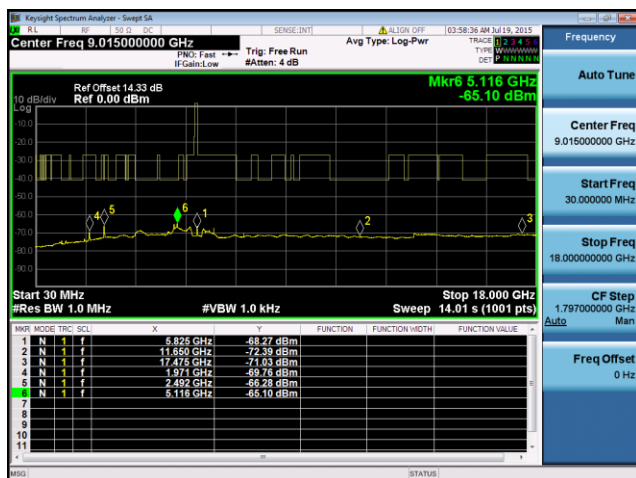 Keysight Spectrum Analyzer - Swept SA
RL RF 50 Ω DC SENSE:INT ALIGN OFF 03:58:36 AM Jul 19, 2015
Center Freq 9.015000000 GHz
PNO: Fast
IFGain:Low
Trig: Free Run
#Atten: 4 dB
Avg Type: Log-Pwr
TRACE 1 2 3 4 5 6
TYPE WWWWWW
DET P N N N N N
Frequency
Auto Tune
Center Freq
9.015000000 GHz
Start Freq
30.000000 MHz
Stop Freq
18.000000000 GHz
CF Step
1.797000000 GHz
Auto Man
Freq Offset
0 Hz
Mkr6 5.116 GHz
-65.10 dBm
Ref Offset 14.33 dB
10 dB/div Ref 0.00 dBm
Log
-10.0
-20.0
-30.0
-40.0
-50.0
-60.0
-70.0
-80.0
-90.0
4 5 6 1 2 3
Start 30 MHz Stop 18.000 GHz
#Res BW 1.0 MHz #VBW 1.0 kHz Sweep 14.01 s (1001 pts)
MKR MODE TRC SCL X Y FUNCTION FUNCTION WIDTH FUNCTION VALUE
1 N 1 f 5.825 GHz -68.27 dBm
2 N 1 f 11.650 GHz -72.39 dBm
3 N 1 f 17.475 GHz -71.03 dBm
4 N 1 f 1.971 GHz -69.76 dBm
5 N 1 f 2.492 GHz -66.28 dBm
6 N 1 f 5.116 GHz -65.10 dBm
7
8
9
10
11
MSG STATUS